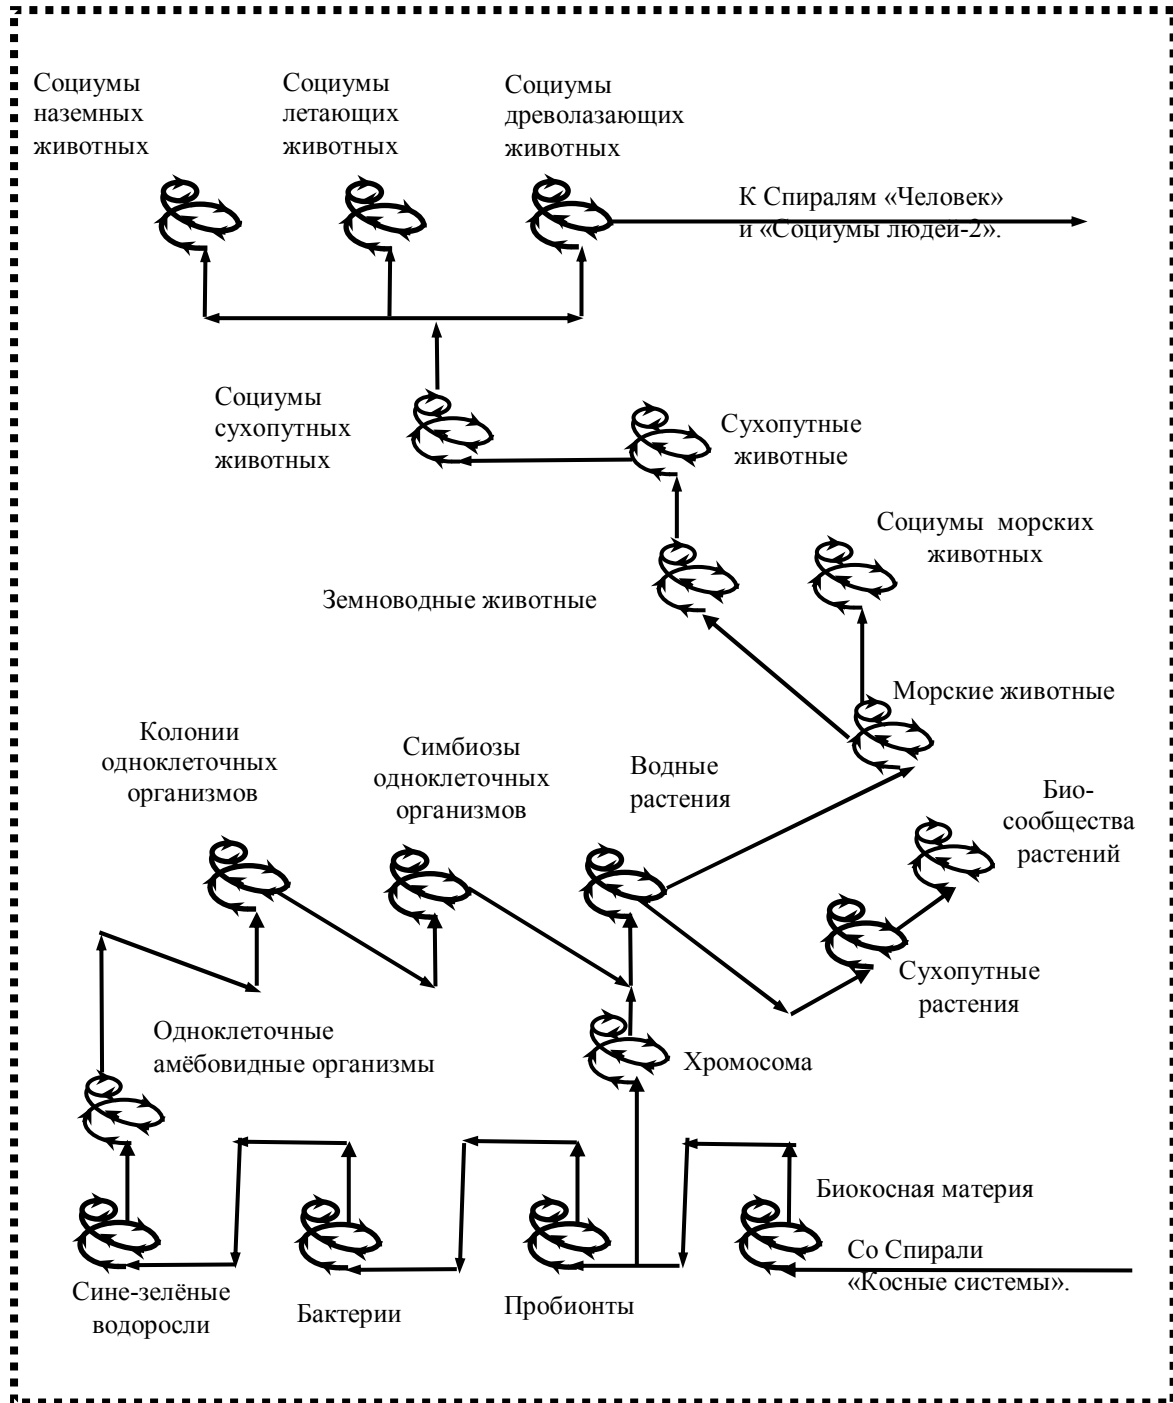 Социумы
наземных
животных
Социумы
летающих
животных
Социумы
древолазающих
животных
К Спиралям «Человек»
и «Социумы людей-2».
Социумы
сухопутных
животных
Сухопутные
животные
Социумы морских
животных
Земноводные животные
Морские животные
Колонии
одноклеточных
организмов
Симбиозы
одноклеточных
организмов
Водные
растения
Био-
сообщества
растений
Сухопутные
растения
Одноклеточные
амёбовидные организмы
Хромосома
Биокосная материя
Со Спирали
«Косные системы».
Сине-зелёные
водоросли
Бактерии
Пробионты